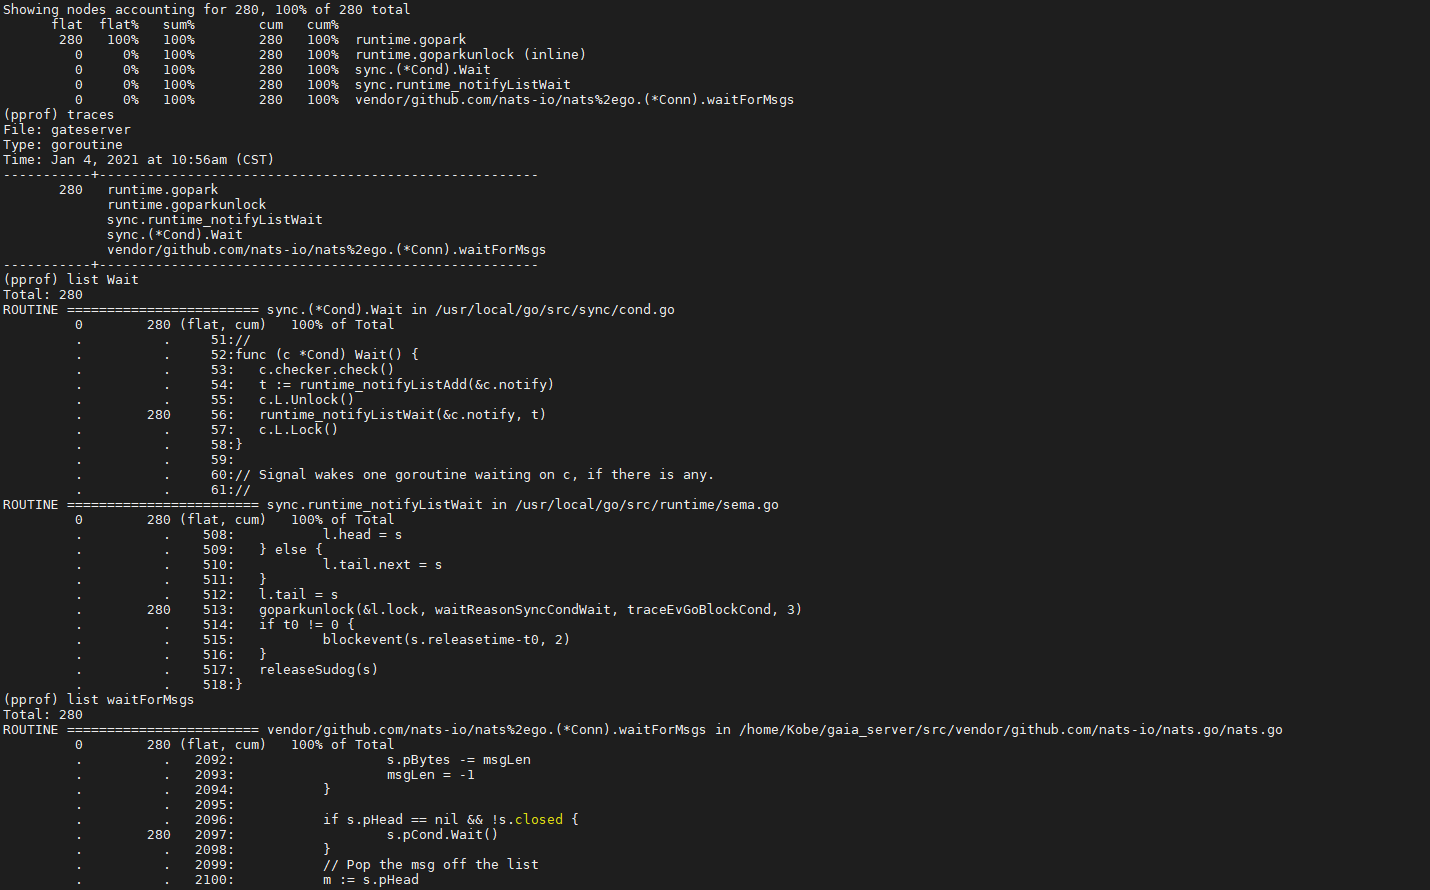 Showing nodes accounting for 280, 100% of 280 total
      flat  flat%   sum%        cum   cum%
       280   100%   100%        280   100%  runtime.gopark
         0     0%   100%        280   100%  runtime.goparkunlock (inline)
         0     0%   100%        280   100%  sync.(*Cond).Wait
         0     0%   100%        280   100%  sync.runtime_notifyListWait
         0     0%   100%        280   100%  vendor/github.com/nats-io/nats%2ego.(*Conn).waitForMsgs
(pprof) traces
File: gateserver
Type: goroutine
Time: Jan 4, 2021 at 10:56am (CST)
-----------+-------------------------------------------------------
       280   runtime.gopark
             runtime.goparkunlock
             sync.runtime_notifyListWait
             sync.(*Cond).Wait
             vendor/github.com/nats-io/nats%2ego.(*Conn).waitForMsgs
-----------+-------------------------------------------------------
(pprof) list Wait
Total: 280
ROUTINE ======================== sync.(*Cond).Wait in /usr/local/go/src/sync/cond.go
         0        280 (flat, cum)   100% of Total
         .          .     51://
         .          .     52:func (c *Cond) Wait() {
         .          .     53:   c.checker.check()
         .          .     54:   t := runtime_notifyListAdd(&c.notify)
         .          .     55:   c.L.Unlock()
         .        280     56:   runtime_notifyListWait(&c.notify, t)
         .          .     57:   c.L.Lock()
         .          .     58:}
         .          .     59:
         .          .     60:// Signal wakes one goroutine waiting on c, if there is any.
         .          .     61://
ROUTINE ======================== sync.runtime_notifyListWait in /usr/local/go/src/runtime/sema.go
         0        280 (flat, cum)   100% of Total
         .          .    508:           l.head = s
         .          .    509:   } else {
         .          .    510:           l.tail.next = s
         .          .    511:   }
         .          .    512:   l.tail = s
         .        280    513:   goparkunlock(&l.lock, waitReasonSyncCondWait, traceEvGoBlockCond, 3)
         .          .    514:   if t0 != 0 {
         .          .    515:           blockevent(s.releasetime-t0, 2)
         .          .    516:   }
         .          .    517:   releaseSudog(s)
         .          .    518:}
(pprof) list waitForMsgs
Total: 280
ROUTINE ======================== vendor/github.com/nats-io/nats%2ego.(*Conn).waitForMsgs in /home/Kobe/gaia_server/src/vendor/github.com/nats-io/nats.go/nats.go
         0        280 (flat, cum)   100% of Total
         .          .   2092:                   s.pBytes -= msgLen
         .          .   2093:                   msgLen = -1
         .          .   2094:           }
         .          .   2095:
         .          .   2096:           if s.pHead == nil && !s.closed {
         .        280   2097:                   s.pCond.Wait()
         .          .   2098:           }
         .          .   2099:           // Pop the msg off the list
         .          .   2100:           m := s.pHead